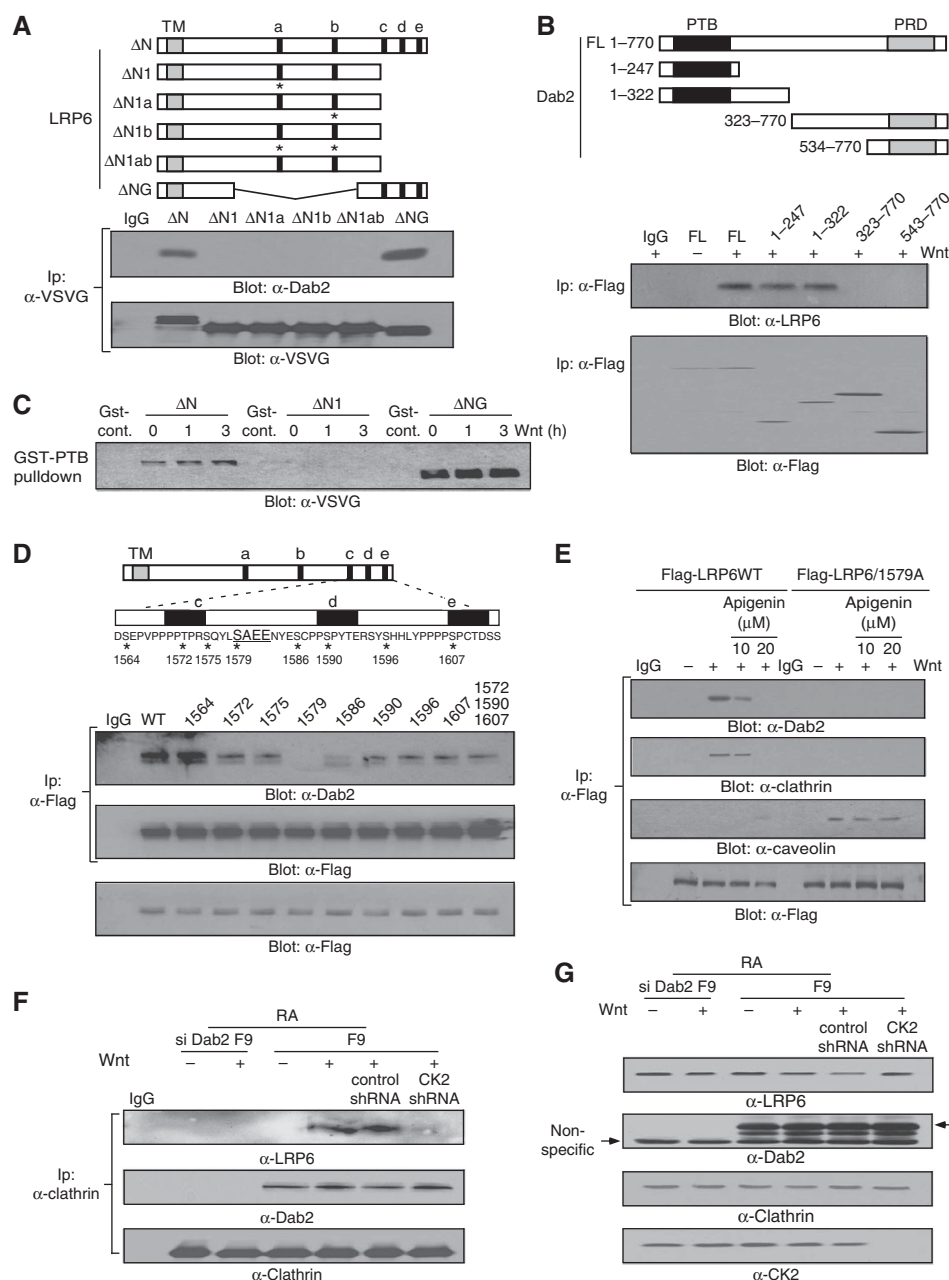 A
TM a b c d e
LRP6
ΔN
ΔN1
*
ΔN1a
*
ΔN1b
* *
ΔN1ab
ΔNG
IgG ΔN ΔN1 ΔN1a ΔN1b ΔN1ab ΔNG
Ip:
α-VSVG
Blot: α-Dab2
Blot: α-VSVG
B
PTB PRD
Dab2
FL 1–770
1–247
1–322
323–770
534–770
IgG FL FL 1–247 1–322 323–770 543–770
+ – + + + + + Wnt
Ip: α-Flag
Blot: α-LRP6
Ip: α-Flag
Blot: α-Flag
C
ΔN ΔN1 ΔNG
Gst-cont. 0 1 3 Gst-cont. 0 1 3 Gst-cont. 0 1 3 Wnt (h)
GST-PTB
pulldown
Blot: α-VSVG
D
TM a b c d e
c d e
DSEPVPPPPTPRSQYLSAEENYESCPPSPYTERSYSHHLYPPPPSPCTDSS
* * * * * * * *
1564 1572 1575 1579 1586 1590 1596 1607
IgG WT 1564 1572 1575 1579 1586 1590 1596 1607 1572
1590
1607
Ip:
α-Flag
Blot: α-Dab2
Blot: α-Flag
Blot: α-Flag
E
Flag-LRP6WT Flag-LRP6/1579A
Apigenin Apigenin
(μM) (μM)
10 20 10 20
IgG – + + + IgG – + + + Wnt
Ip:
α-Flag
Blot: α-Dab2
Blot: α-clathrin
Blot: α-caveolin
Blot: α-Flag
F
RA
si Dab2 F9 F9
Wnt – + – + + +
control CK2
shRNA shRNA
IgG
Ip:
α-clathrin
α-LRP6
α-Dab2
α-Clathrin
G
RA
si Dab2 F9 F9
Wnt – + – + + +
control CK2
shRNA shRNA
α-LRP6
Non-
specific
α-Dab2
α-Clathrin
α-CK2